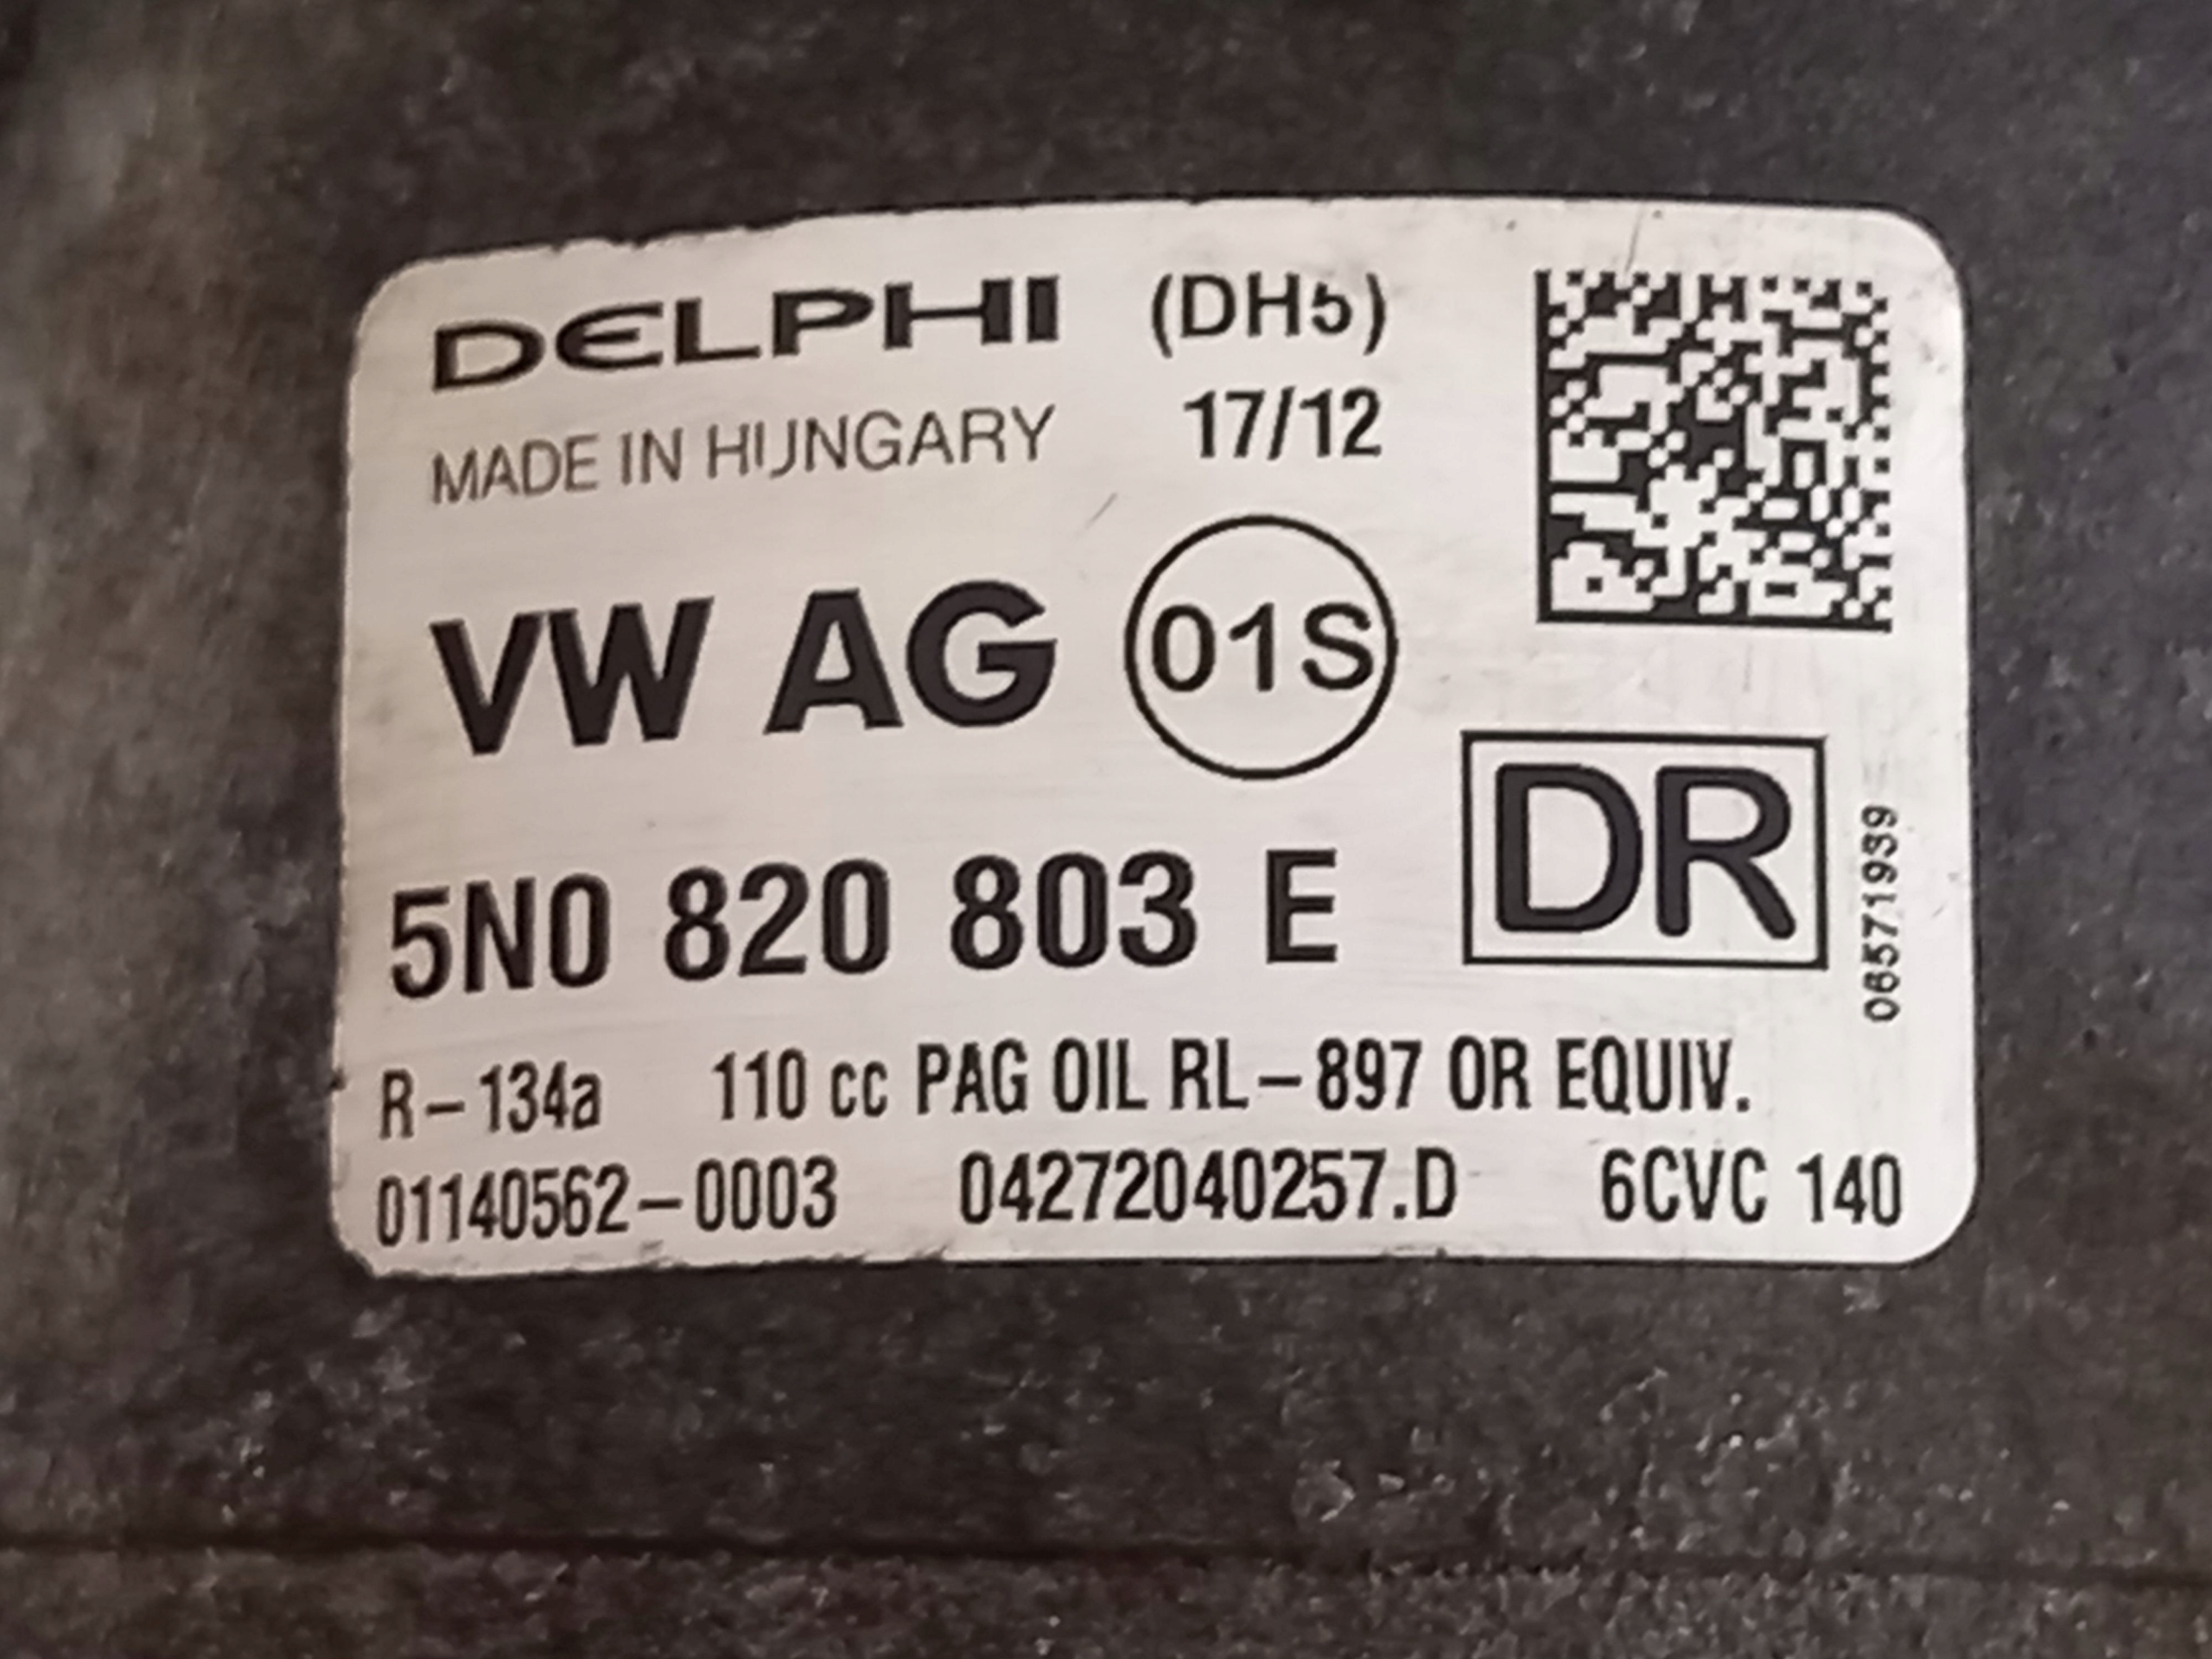 DELPHI (DH5)
MADE IN HUNGARY 17/12
VW AG 01S
5N0 820 803 E DR
06571939
R-134a 110 cc PAG OIL RL-897 OR EQUIV.
01140562-0003 04272040257.D 6CVC 140